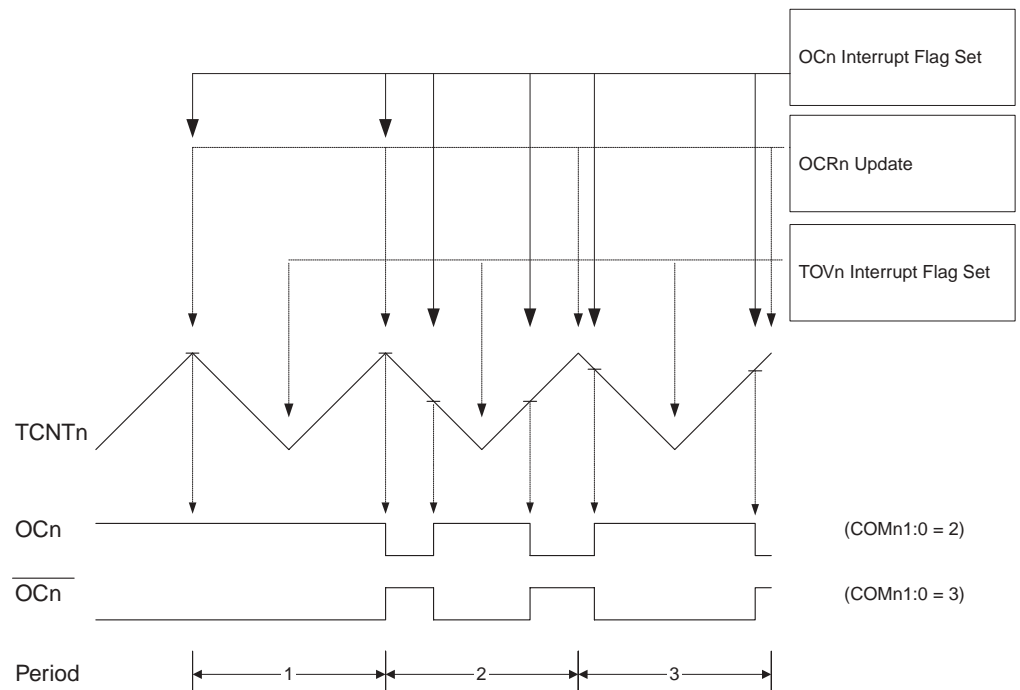 OCn Interrupt Flag Set
OCRn Update
TOVn Interrupt Flag Set
TCNTn
OCn
(COMn1:0 = 2)
OCn
(COMn1:0 = 3)
Period
1
2
3